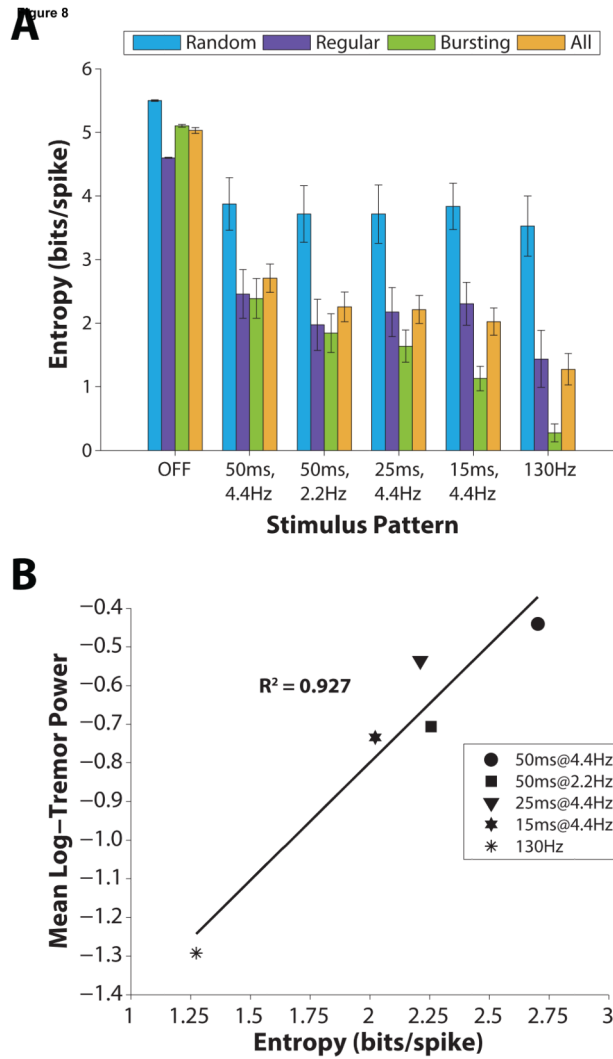 Figure 8
A
Random Regular Bursting All
6
5
4
3
2
1
0
Entropy (bits/spike)
OFF 50ms, 50ms, 25ms, 15ms, 130Hz
4.4Hz 2.2Hz 4.4Hz 4.4Hz
Stimulus Pattern
B
−0.4
−0.5
−0.6
−0.7
−0.8
−0.9
−1.0
−1.1
−1.2
−1.3
−1.4
Mean Log−Tremor Power
R² = 0.927
50ms@4.4Hz
50ms@2.2Hz
25ms@4.4Hz
15ms@4.4Hz
130Hz
1 1.25 1.75 2 2.25 2.5 2.75 3
Entropy (bits/spike)